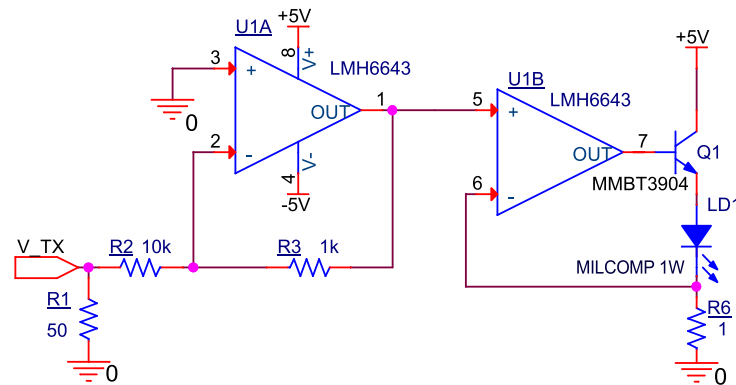 +5V
U1A
+5V
3
8
V+
LMH6643
+
U1B
LMH6643
1
5
OUT
+
0
2
7
Q1
-
OUT
V-
4
6
MMBT3904
-
-5V
LD1
V_TX
R2 10k
R3 1k
MILCOMP 1W
R1
R6
50
1
0
0